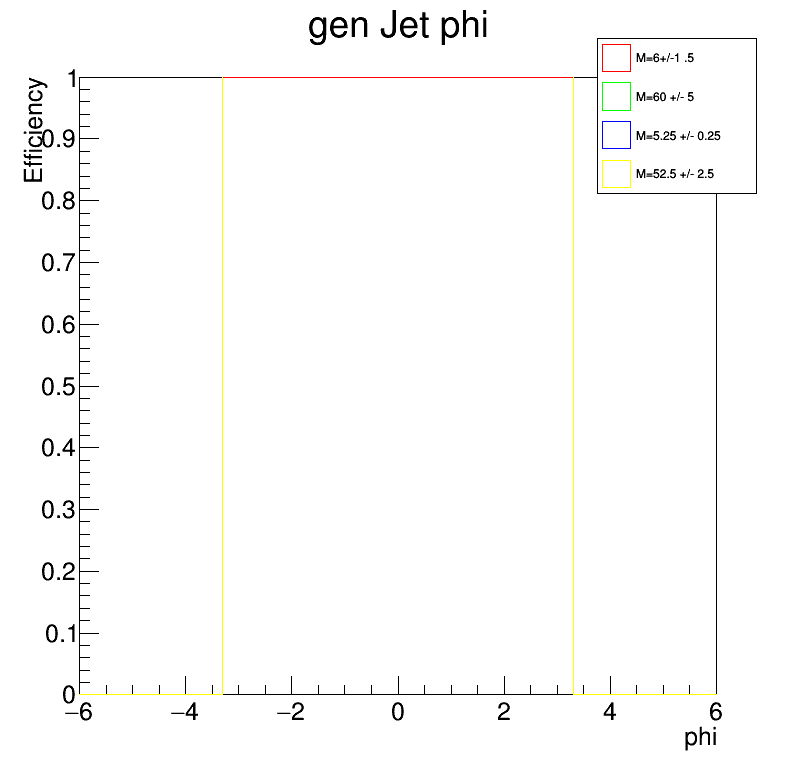 gen Jet phi
M=6+/-1 .5
M=60 +/- 5
M=5.25 +/- 0.25
M=52.5 +/- 2.5
Efficiency
1
0.9
0.8
0.7
0.6
0.5
0.4
0.3
0.2
0.1
0
−6 −4 −2 0 2 4 6
phi